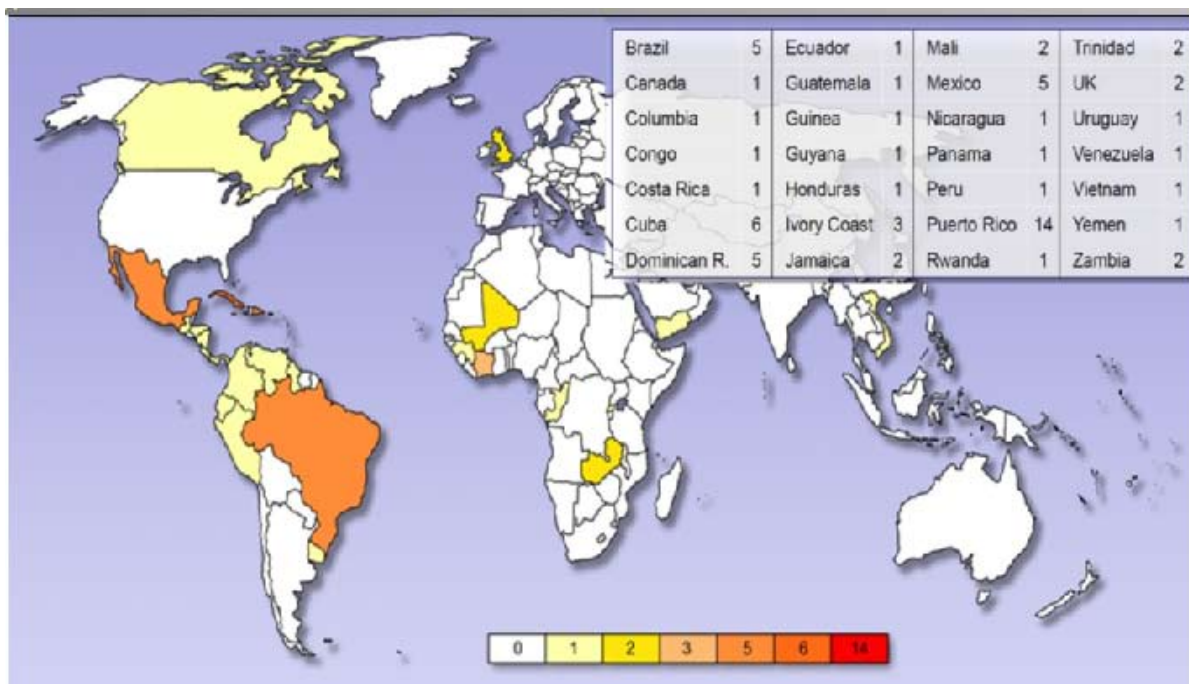 Brazil 5 Ecuador 1 Mali 2 Trinidad 2
Canada 1 Guatemala 1 Mexico 5 UK 2
Columbia 1 Guinea 1 Nicaragua 1 Uruguay 1
Congo 1 Guyana 1 Panama 1 Venezuela 1
Costa Rica 1 Honduras 1 Peru 1 Vietnam 1
Cuba 6 Ivory Coast 3 Puerto Rico 14 Yemen 1
Dominican R. 5 Jamaica 2 Rwanda 1 Zambia 2
0 1 2 3 5 6 14